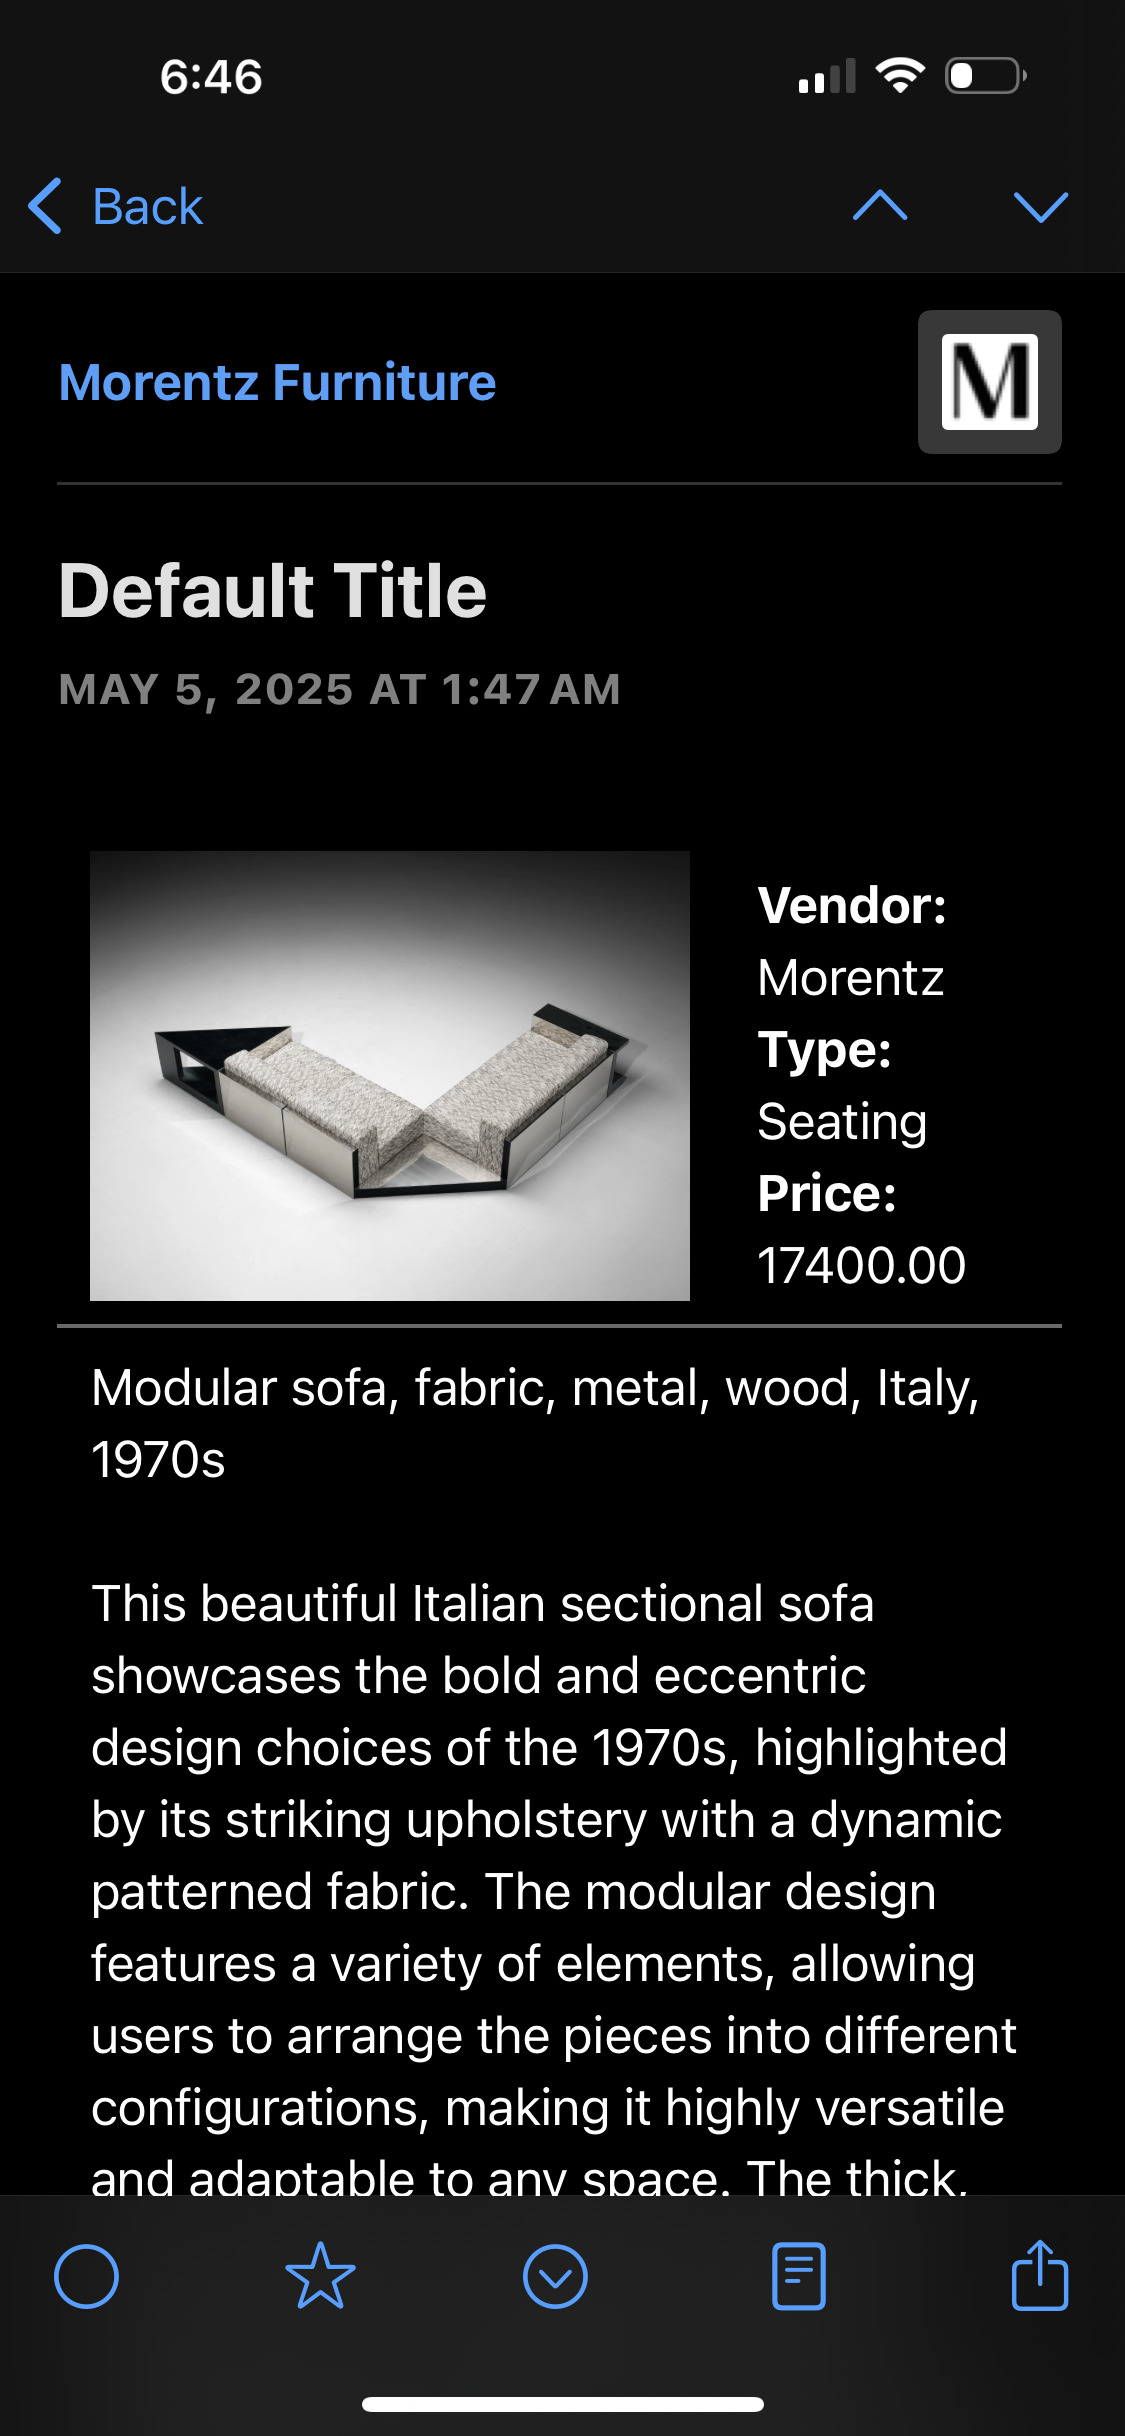 6:46
Back
Morentz Furniture
M
Default Title
MAY 5, 2025 AT 1:47 AM
Vendor:
Morentz
Type:
Seating
Price:
17400.00
Modular sofa, fabric, metal, wood, Italy,
1970s
This beautiful Italian sectional sofa
showcases the bold and eccentric
design choices of the 1970s, highlighted
by its striking upholstery with a dynamic
patterned fabric. The modular design
features a variety of elements, allowing
users to arrange the pieces into different
configurations, making it highly versatile
and adaptable to any space. The thick,